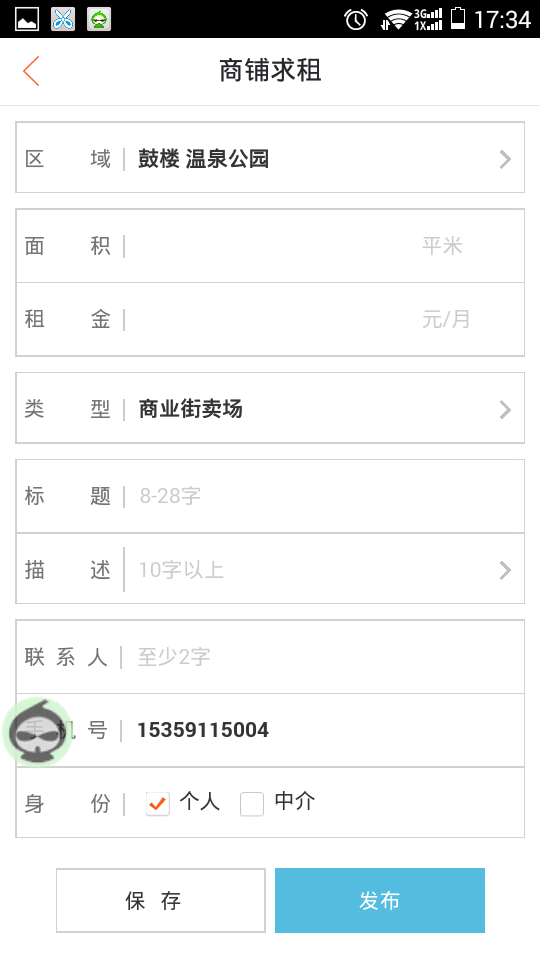 3G 1X 17:34
商铺求租
区 域 鼓楼 温泉公园
面 积 平米
租 金 元/月
类 型 商业街卖场
标 题 8-28字
描 述 10字以上
联 系 人 至少2字
手 机 号 15359115004
身 份 个人 中介
保 存 发布